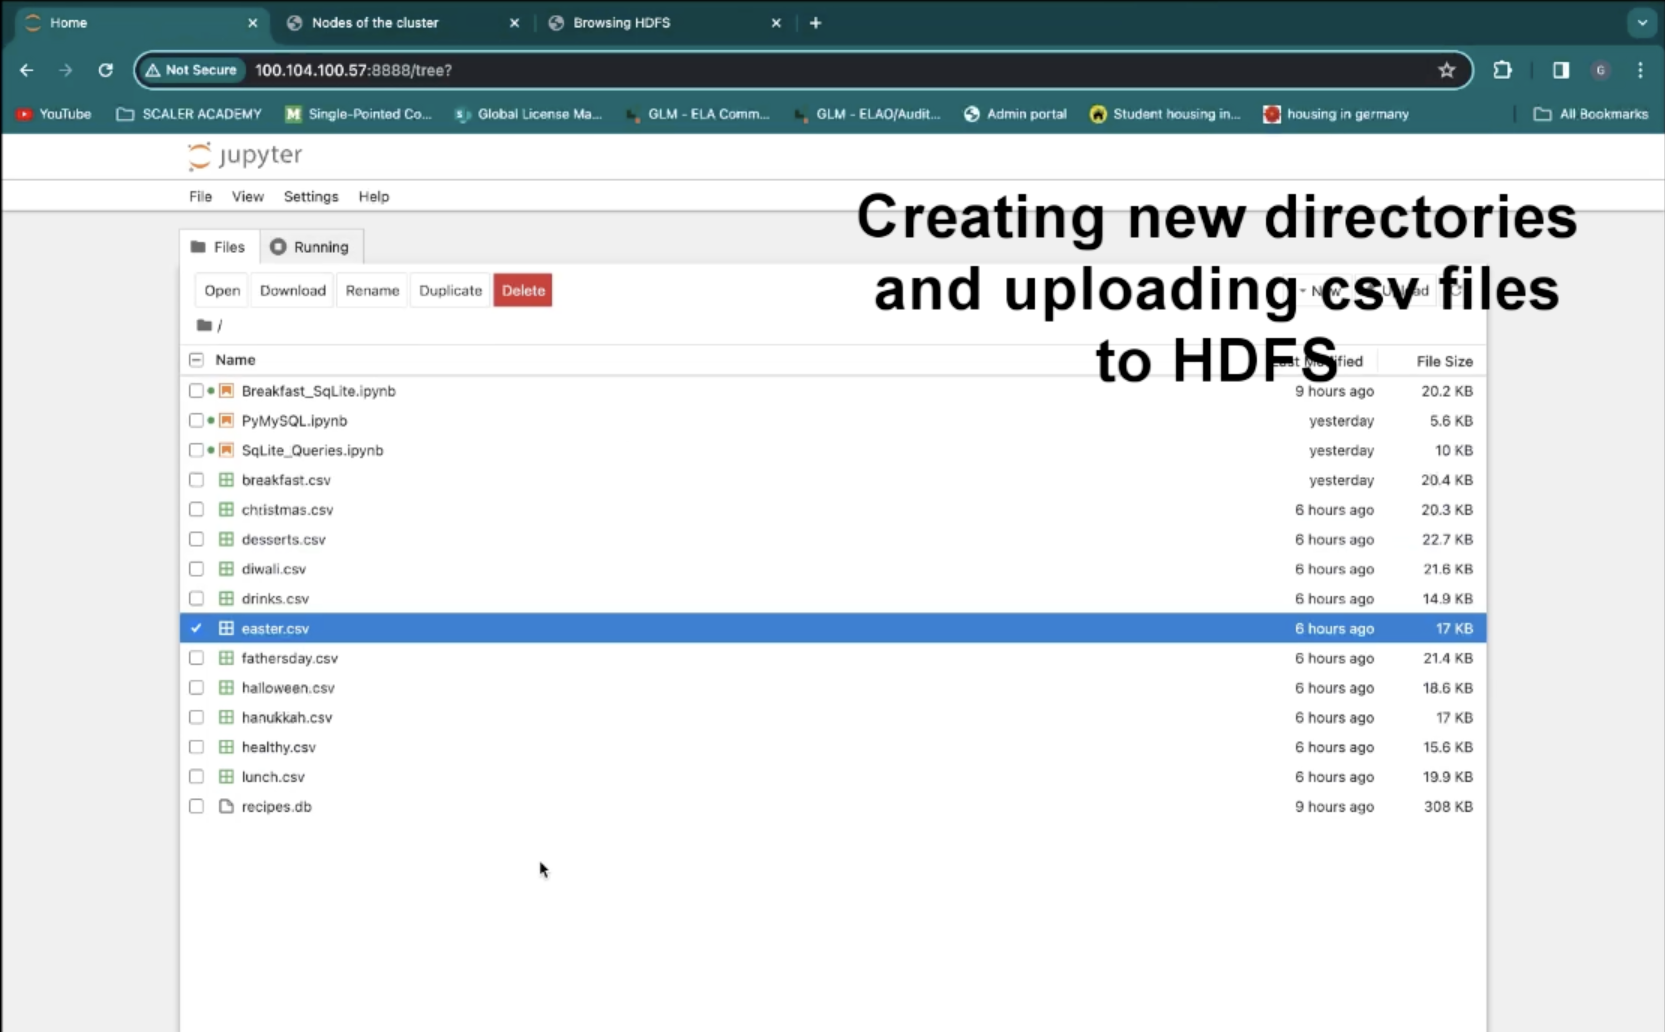 Home
Nodes of the cluster
Browsing HDFS
Not Secure 100.104.100.57:8888/tree?
G
YouTube SCALER ACADEMY Single-Pointed Co... Global License Ma... GLM - ELA Comm... GLM - ELAO/Audit... Admin portal Student housing in... housing in germany All Bookmarks
jupyter
File View Settings Help
Creating new directories
and uploading csv files
to HDFS
Files Running
Open Download Rename Duplicate Delete New Upload
/
Name Last Modified File Size
Breakfast_SqLite.ipynb 9 hours ago 20.2 KB
PyMySQL.ipynb yesterday 5.6 KB
SqLite_Queries.ipynb yesterday 10 KB
breakfast.csv yesterday 20.4 KB
christmas.csv 6 hours ago 20.3 KB
desserts.csv 6 hours ago 22.7 KB
diwali.csv 6 hours ago 21.6 KB
drinks.csv 6 hours ago 14.9 KB
easter.csv 6 hours ago 17 KB
fathersday.csv 6 hours ago 21.4 KB
halloween.csv 6 hours ago 18.6 KB
hanukkah.csv 6 hours ago 17 KB
healthy.csv 6 hours ago 15.6 KB
lunch.csv 6 hours ago 19.9 KB
recipes.db 9 hours ago 308 KB